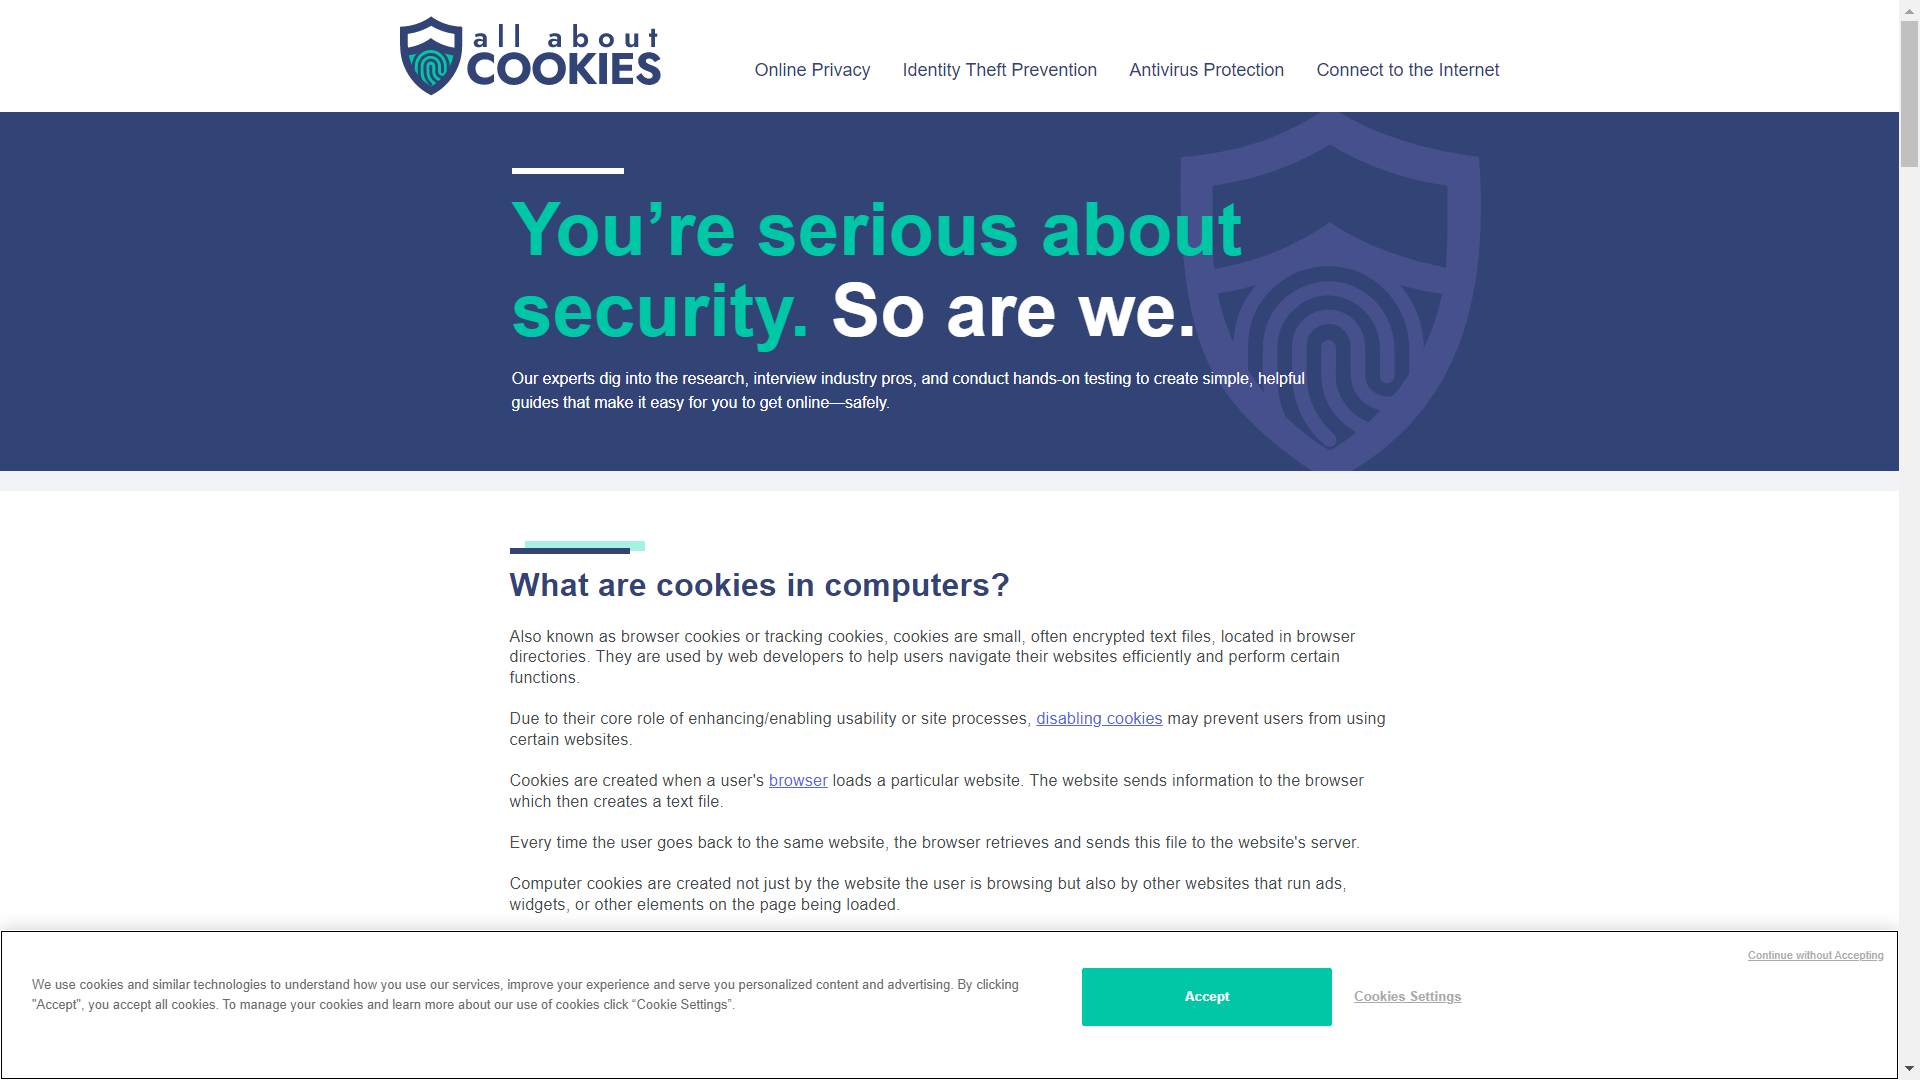 all about
COOKIES
Online Privacy
Identity Theft Prevention
Antivirus Protection
Connect to the Internet
You’re serious about
security. So are we.
Our experts dig into the research, interview industry pros, and conduct hands-on testing to create simple, helpful
guides that make it easy for you to get online—safely.
What are cookies in computers?
Also known as browser cookies or tracking cookies, cookies are small, often encrypted text files, located in browser
directories. They are used by web developers to help users navigate their websites efficiently and perform certain
functions.
Due to their core role of enhancing/enabling usability or site processes, disabling cookies may prevent users from using
certain websites.
Cookies are created when a user's browser loads a particular website. The website sends information to the browser
which then creates a text file.
Every time the user goes back to the same website, the browser retrieves and sends this file to the website's server.
Computer cookies are created not just by the website the user is browsing but also by other websites that run ads,
widgets, or other elements on the page being loaded.
Continue without Accepting
We use cookies and similar technologies to understand how you use our services, improve your experience and serve you personalized content and advertising. By clicking
"Accept", you accept all cookies. To manage your cookies and learn more about our use of cookies click “Cookie Settings”.
Accept
Cookies Settings